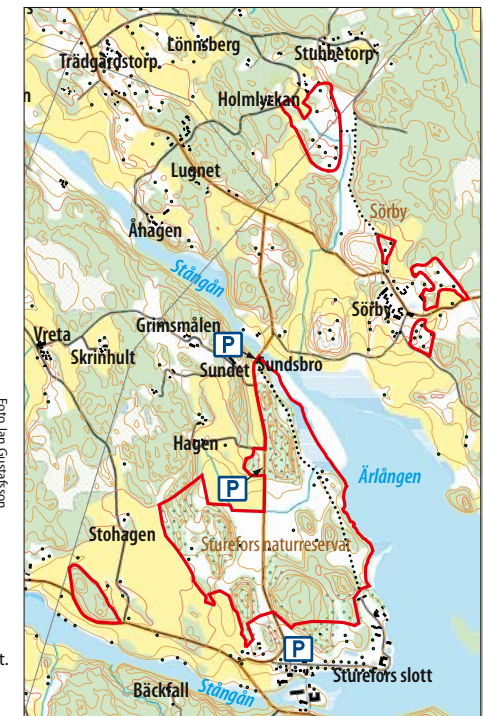 s
Lönnsberg
Stubbetorp
Trädgårdstorp
n
Holmlyckan
Lugnet
Sörby
Åhagen
Stångån
Sörby
Grimsmålen
P
Vreta
Skrinhult
Sundet
Sundsbro
Hagen
Ärlången
P
Foto Jan Gustafsson
Stohagen
Sturefors naturreservat
P
t.
Sturefors slott
Bäckfall
Stångån